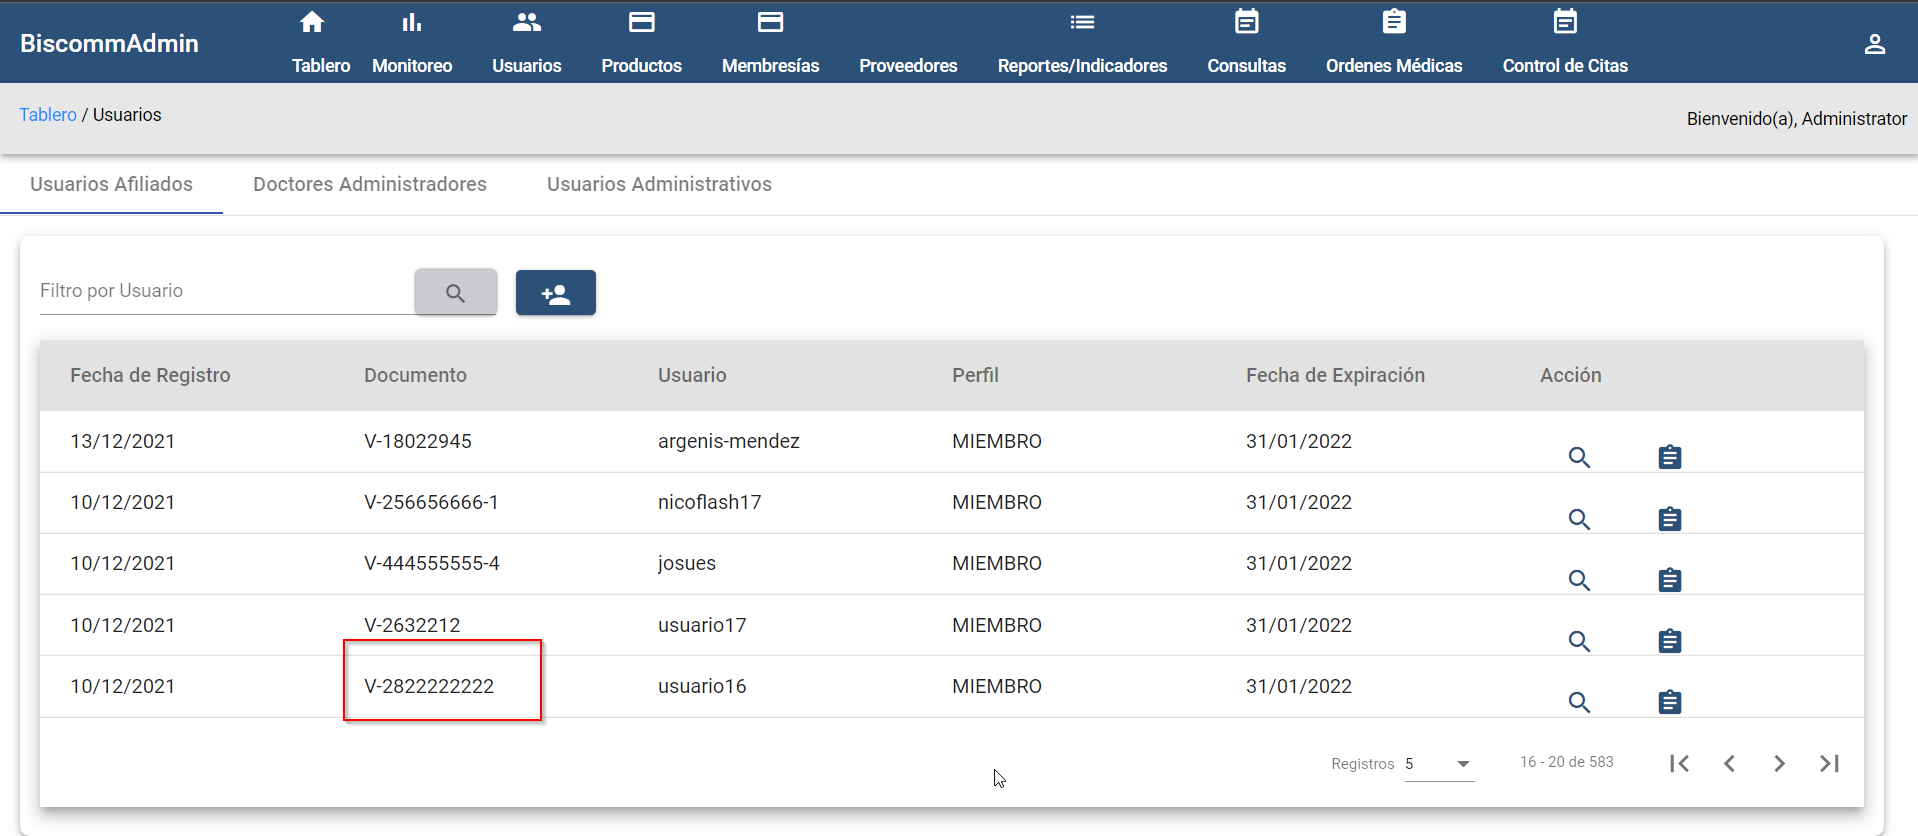 BiscommAdmin
Tablero Monitoreo Usuarios Productos Membresías Proveedores Reportes/Indicadores Consultas Ordenes Médicas Control de Citas
Tablero / Usuarios
Bienvenido(a), Administrator
Usuarios Afiliados Doctores Administradores Usuarios Administrativos
Filtro por Usuario
Fecha de Registro Documento Usuario Perfil Fecha de Expiración Acción
13/12/2021 V-18022945 argenis-mendez MIEMBRO 31/01/2022
10/12/2021 V-256656666-1 nicoflash17 MIEMBRO 31/01/2022
10/12/2021 V-444555555-4 josues MIEMBRO 31/01/2022
10/12/2021 V-2632212 usuario17 MIEMBRO 31/01/2022
10/12/2021 V-2822222222 usuario16 MIEMBRO 31/01/2022
Registros 5 16 - 20 de 583